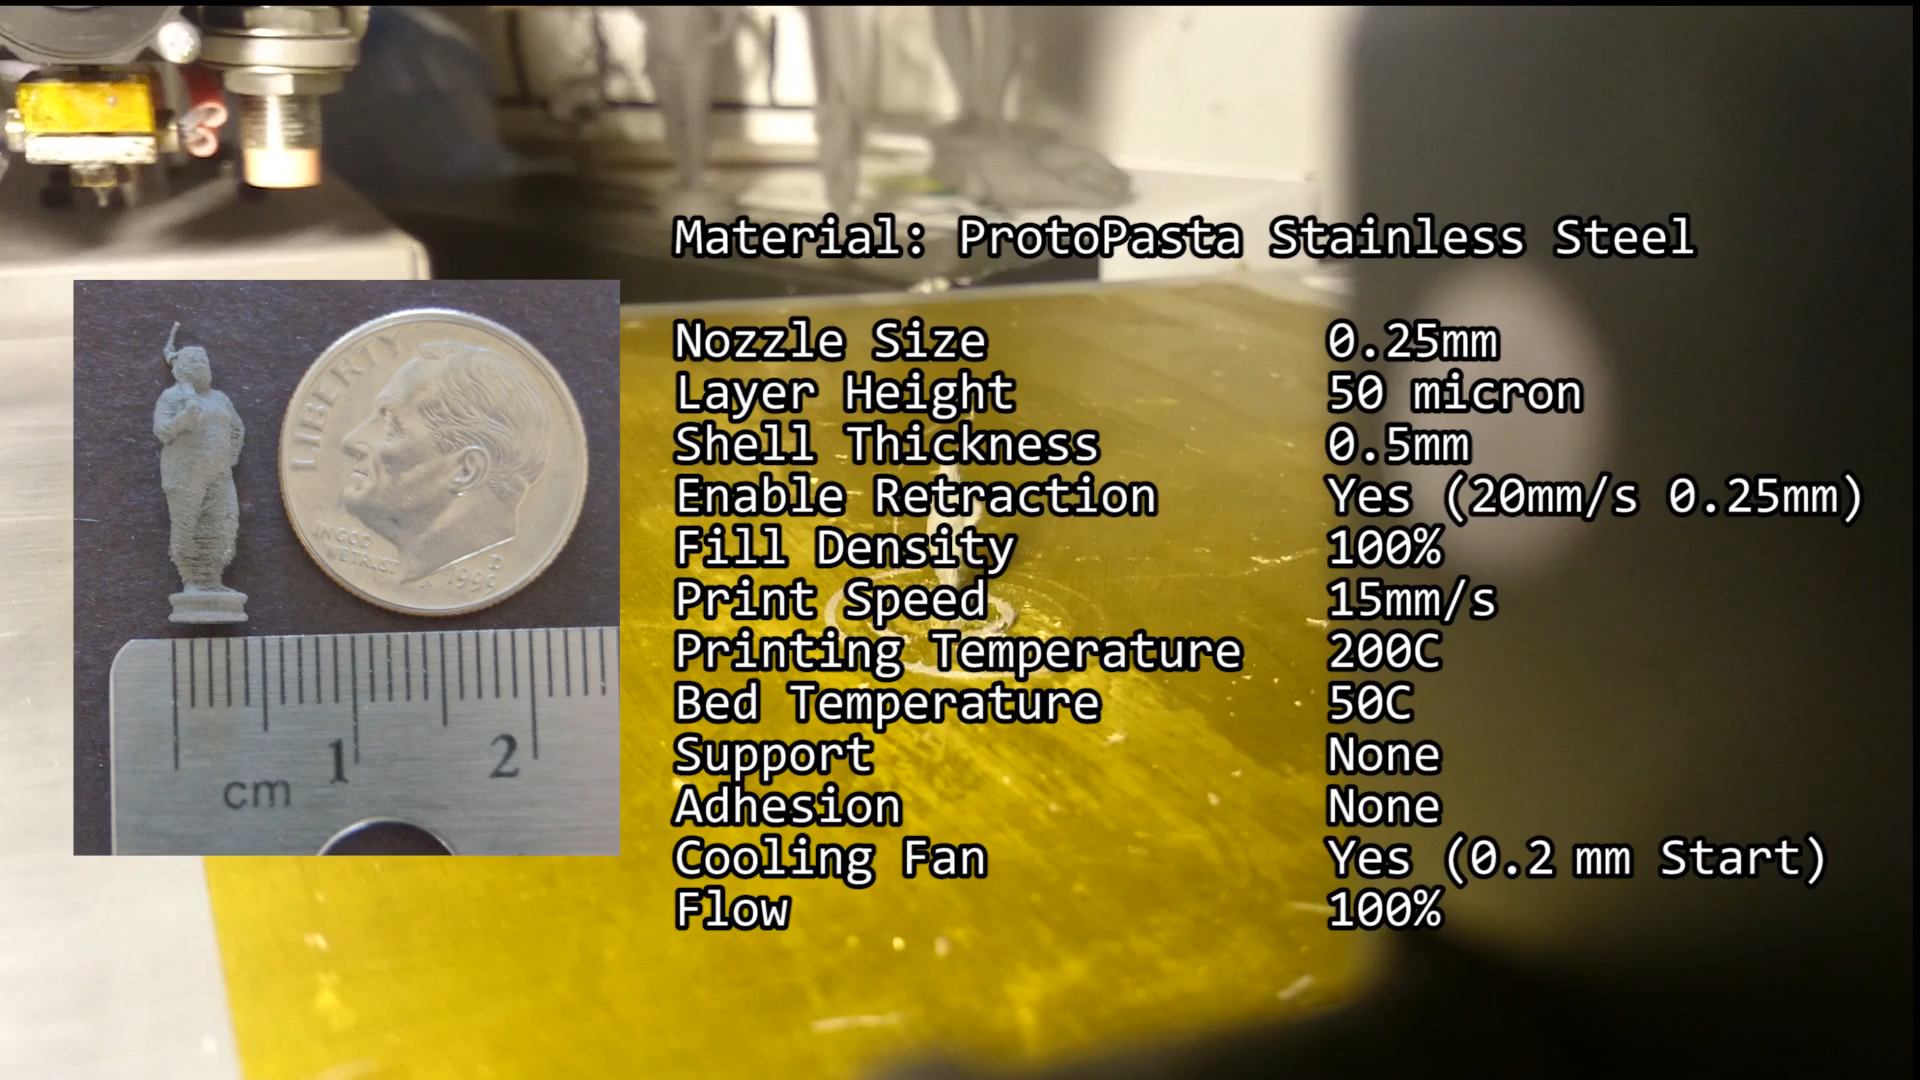 Material: ProtoPasta Stainless Steel
Nozzle Size 0.25mm
Layer Height 50 micron
Shell Thickness 0.5mm
Enable Retraction Yes (20mm/s 0.25mm)
Fill Density 100%
Print Speed 15mm/s
Printing Temperature 200C
Bed Temperature 50C
Support None
Adhesion None
Cooling Fan Yes (0.2 mm Start)
Flow 100%
LIBERTY
IN GOD
WE TRUST
D
1990
1 2
cm